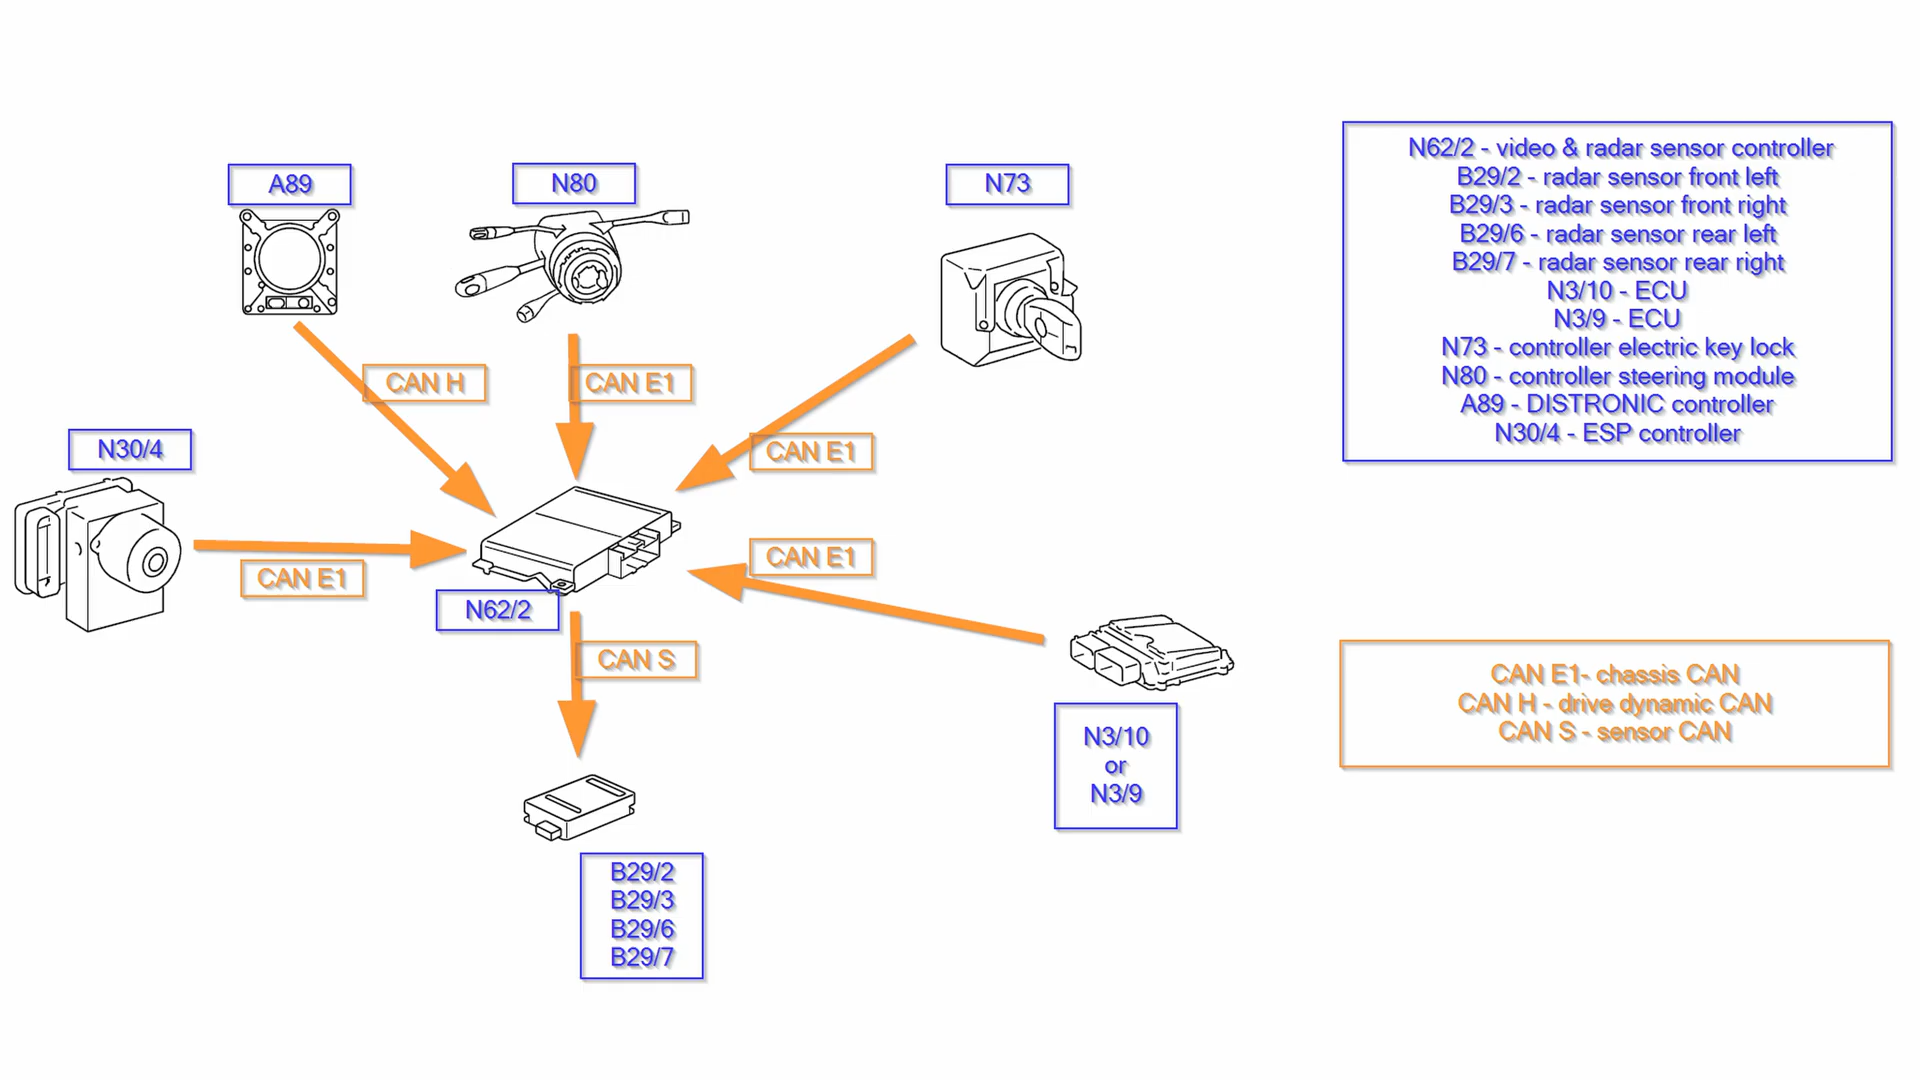 A89
N80
N73
N62/2 - video & radar sensor controller
B29/2 - radar sensor front left
B29/3 - radar sensor front right
B29/6 - radar sensor rear left
B29/7 - radar sensor rear right
N3/10 - ECU
N3/9 - ECU
N73 - controller electric key lock
N80 - controller steering module
A89 - DISTRONIC controller
N30/4 - ESP controller
CAN H
CAN E1
CAN E1
N30/4
CAN E1
CAN E1
N62/2
CAN S
N3/10
or
N3/9
CAN E1- chassis CAN
CAN H - drive dynamic CAN
CAN S - sensor CAN
B29/2
B29/3
B29/6
B29/7